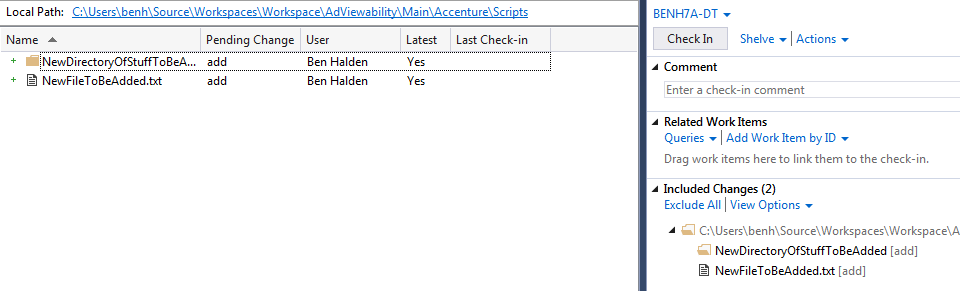 Local Path: C:\Users\benh\Source\Workspaces\Workspace\AdViewability\Main\Accenture\Scripts
Name Pending Change User Latest Last Check-in
NewDirectoryOfStuffToBeA... add Ben Halden Yes
NewFileToBeAdded.txt add Ben Halden Yes
BENH7A-DT
Check In Shelve Actions
Comment
Enter a check-in comment
Related Work Items
Queries Add Work Item by ID
Drag work items here to link them to the check-in.
Included Changes (2)
Exclude All View Options
C:\Users\benh\Source\Workspaces\Workspace\A
NewDirectoryOfStuffToBeAdded [add]
NewFileToBeAdded.txt [add]